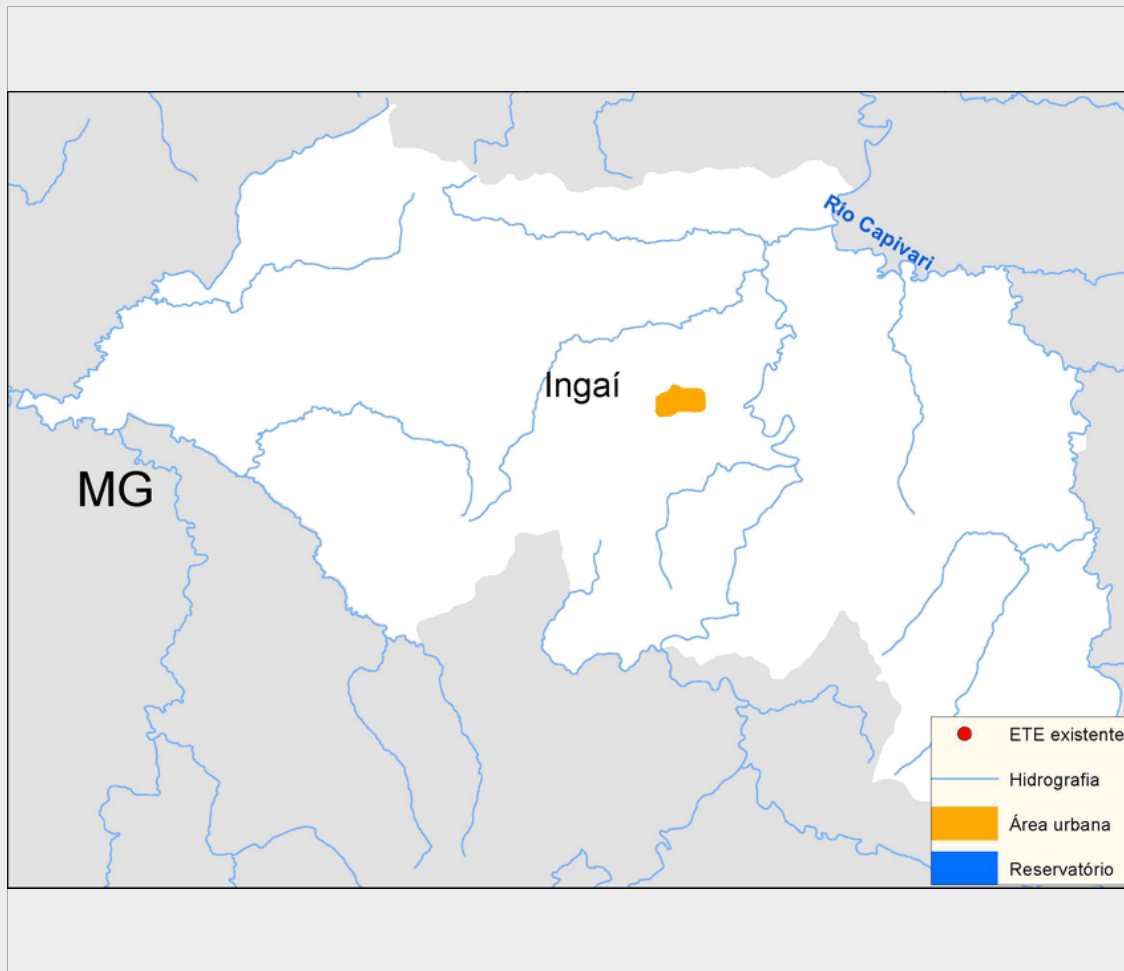 Rio Capivari
Ingaí
MG
ETE existente
Hidrografia
Área urbana
Reservatório